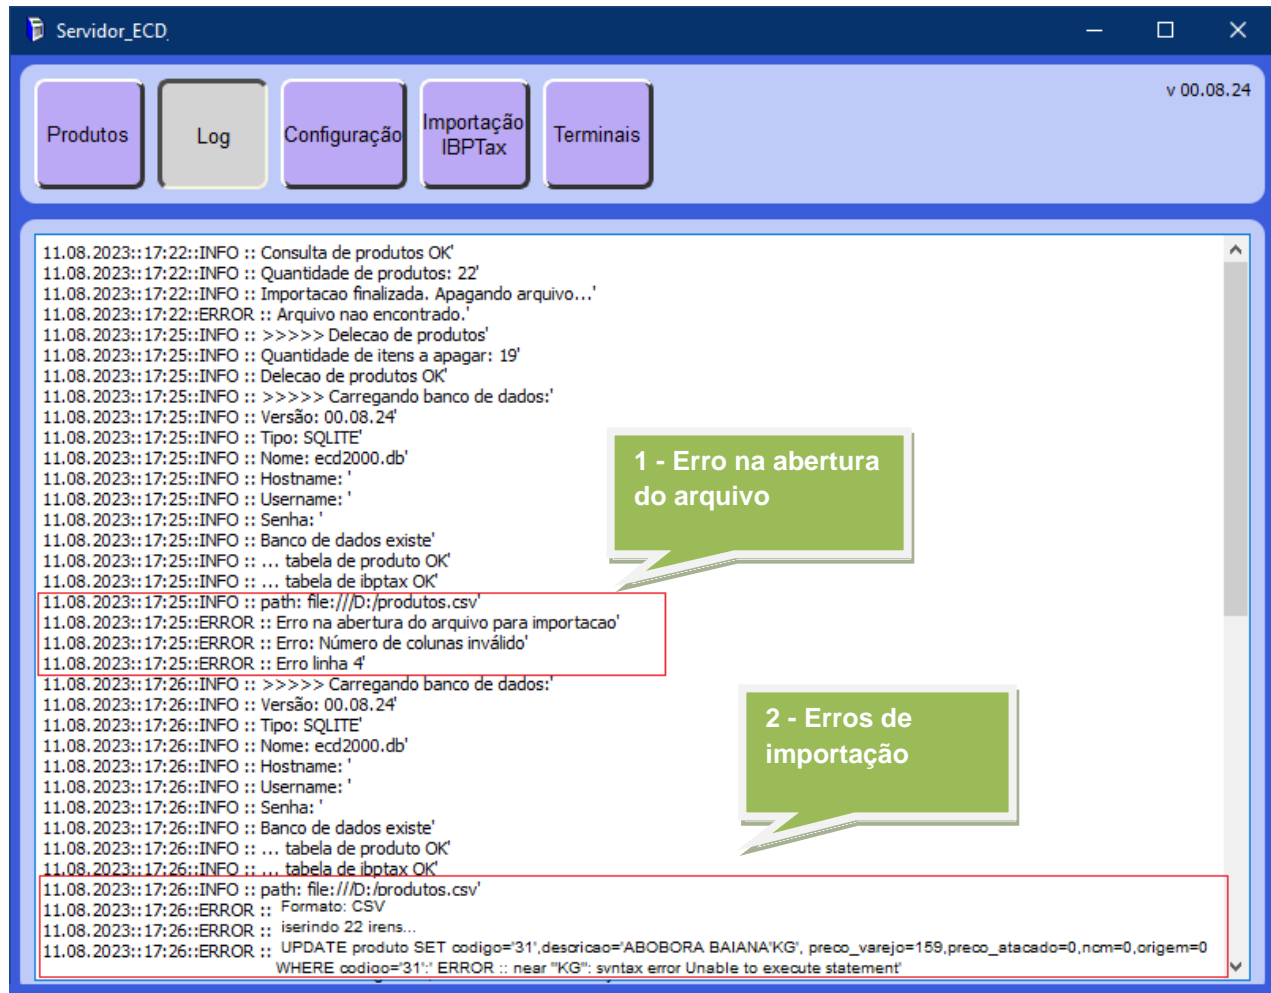 Servidor_ECD
Produtos
Log
Configuração
Importação
IBPTax
Terminais
v 00.08.24
11.08.2023::17:22::INFO :: Consulta de produtos OK'
11.08.2023::17:22::INFO :: Quantidade de produtos: 22'
11.08.2023::17:22::INFO :: Importacao finalizada. Apagando arquivo...'
11.08.2023::17:22::ERROR :: Arquivo nao encontrado.'
11.08.2023::17:25::INFO :: >>>>> Delecao de produtos'
11.08.2023::17:25::INFO :: Quantidade de itens a apagar: 19'
11.08.2023::17:25::INFO :: Delecao de produtos OK'
11.08.2023::17:25::INFO :: >>>>> Carregando banco de dados:'
11.08.2023::17:25::INFO :: Versão: 00.08.24'
11.08.2023::17:25::INFO :: Tipo: SQLITE'
11.08.2023::17:25::INFO :: Nome: ecd2000.db'
11.08.2023::17:25::INFO :: Hostname: '
11.08.2023::17:25::INFO :: Username: '
11.08.2023::17:25::INFO :: Senha: '
11.08.2023::17:25::INFO :: Banco de dados existe'
11.08.2023::17:25::INFO :: ... tabela de produto OK'
11.08.2023::17:25::INFO :: ... tabela de ibptax OK'
11.08.2023::17:25::INFO :: path: file:///D:/produtos.csv'
11.08.2023::17:25::ERROR :: Erro na abertura do arquivo para importacao'
11.08.2023::17:25::ERROR :: Erro: Número de colunas inválido'
11.08.2023::17:25::ERROR :: Erro linha 4'
11.08.2023::17:26::INFO :: >>>>> Carregando banco de dados:'
11.08.2023::17:26::INFO :: Versão: 00.08.24'
11.08.2023::17:26::INFO :: Tipo: SQLITE'
11.08.2023::17:26::INFO :: Nome: ecd2000.db'
11.08.2023::17:26::INFO :: Hostname: '
11.08.2023::17:26::INFO :: Username: '
11.08.2023::17:26::INFO :: Senha: '
11.08.2023::17:26::INFO :: Banco de dados existe'
11.08.2023::17:26::INFO :: ... tabela de produto OK'
11.08.2023::17:26::INFO :: ... tabela de ibptax OK'
11.08.2023::17:26::INFO :: path: file:///D:/produtos.csv'
11.08.2023::17:26::ERROR :: Formato: CSV
11.08.2023::17:26::ERROR :: iserindo 22 irens...
11.08.2023::17:26::ERROR :: UPDATE produto SET codigo='31',descricao='ABOBORA BAIANA'KG', preco_varejo=159,preco_atacado=0,ncm=0,origem=0
WHERE codigo='31':' ERROR :: near "KG": syntax error Unable to execute statement'
1 - Erro na abertura
do arquivo
2 - Erros de
importação